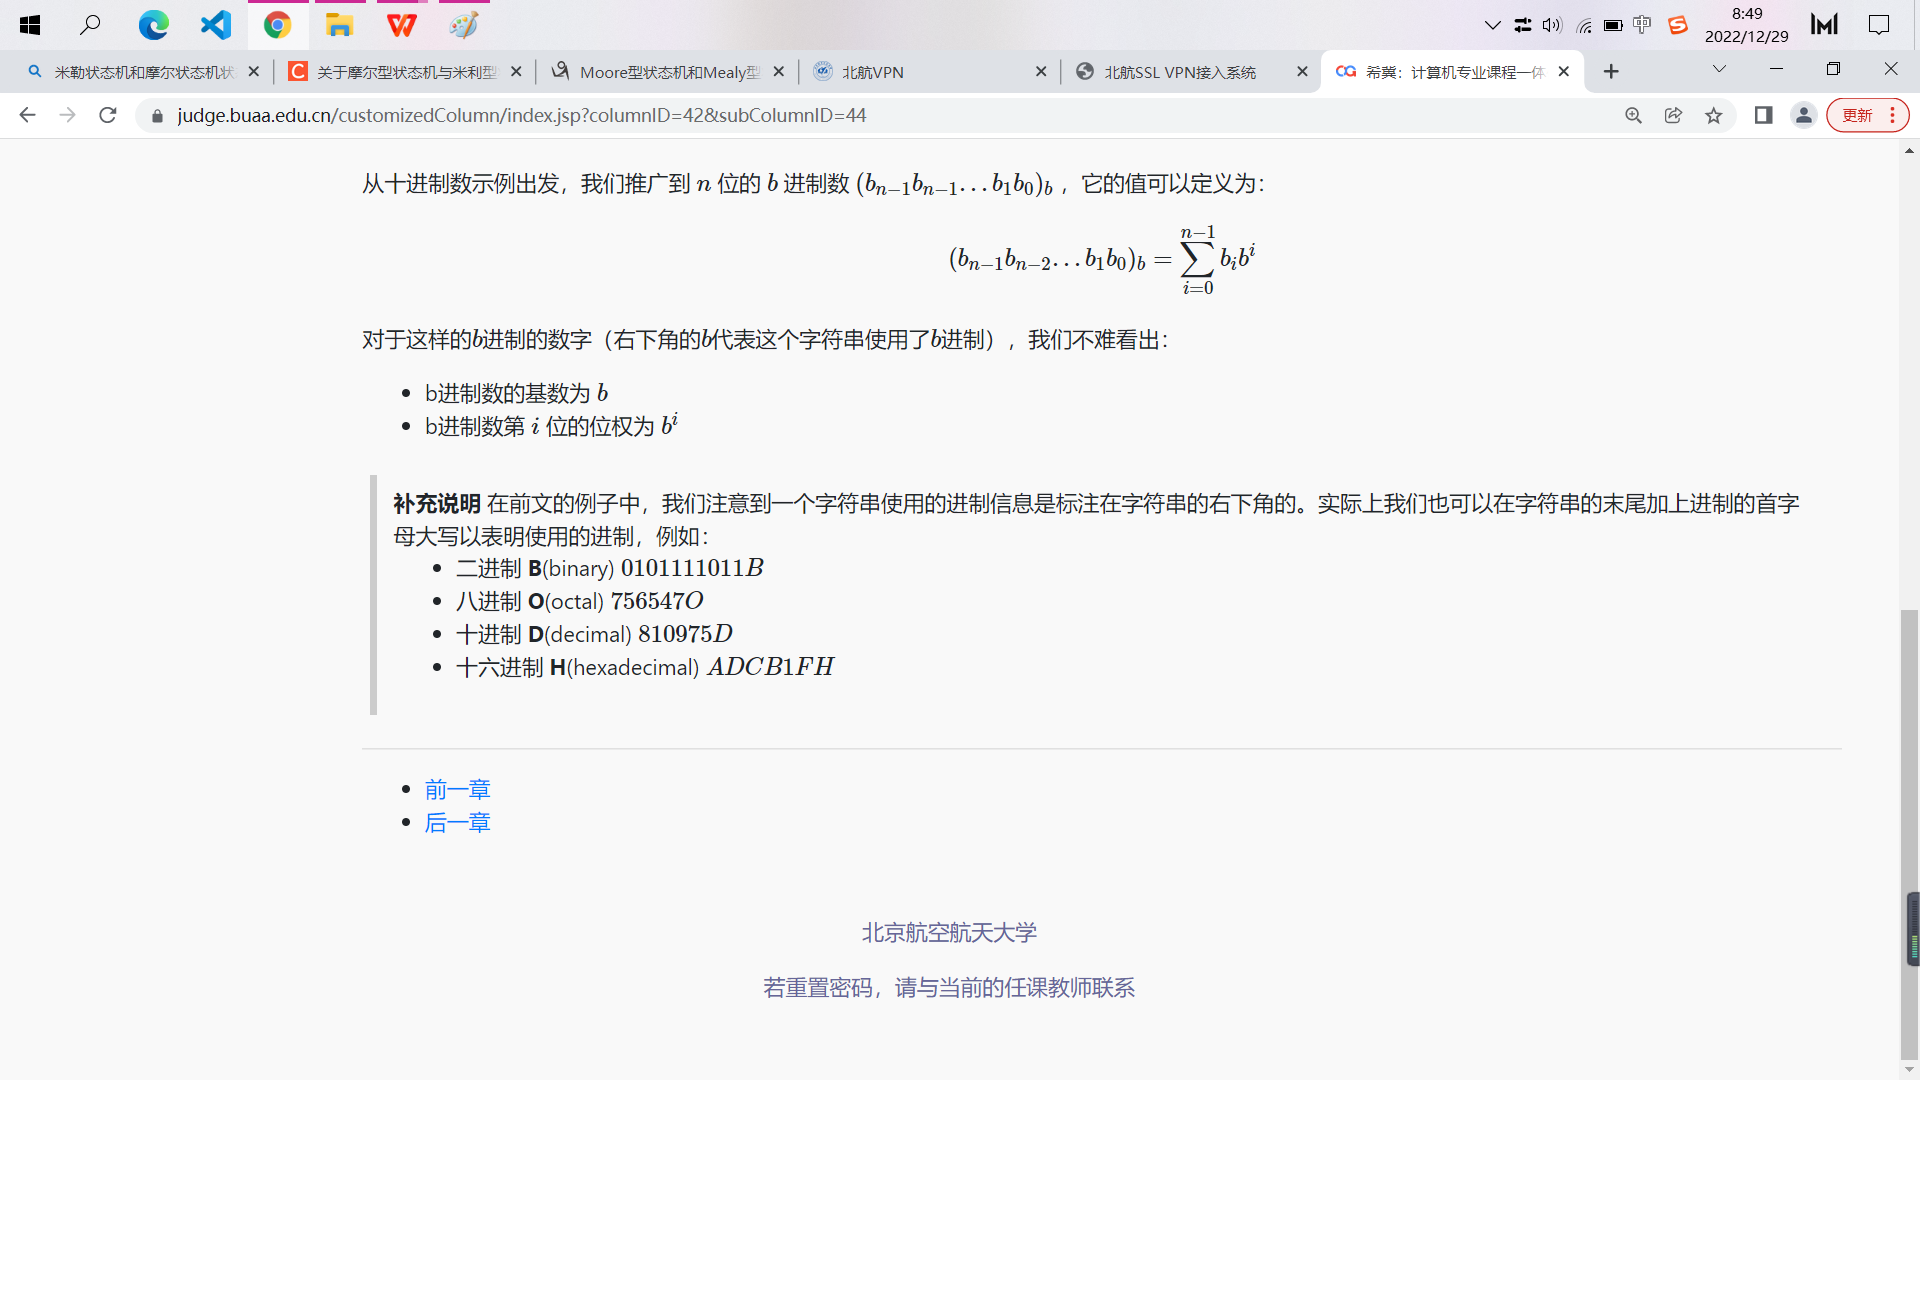 8:49
2022/12/29
米勒状态机和摩尔状态机状
关于摩尔型状态机与米利型
Moore型状态机和Mealy型
北航VPN
北航SSL VPN接入系统
希冀：计算机专业课程一体
judge.buaa.edu.cn/customizedColumn/index.jsp?columnID=42&subColumnID=44
更新
从十进制数示例出发，我们推广到 n 位的 b 进制数 (b_{n−1}b_{n−1}…b_1b_0)_b ，它的值可以定义为：
(b_{n−1}b_{n−2}…b_1b_0)_b = \sum_{i=0}^{n−1} b_ib^i
对于这样的b进制的数字（右下角的b代表这个字符串使用了b进制），我们不难看出：
• b进制数的基数为 b
• b进制数第 i 位的位权为 b^i
补充说明 在前文的例子中，我们注意到一个字符串使用的进制信息是标注在字符串的右下角的。实际上我们也可以在字符串的末尾加上进制的首字
母大写以表明使用的进制，例如：
• 二进制 B(binary) 0101111011B
• 八进制 O(octal) 756547O
• 十进制 D(decimal) 810975D
• 十六进制 H(hexadecimal) ADCB1FH
• 前一章
• 后一章
北京航空航天大学
若重置密码，请与当前的任课教师联系